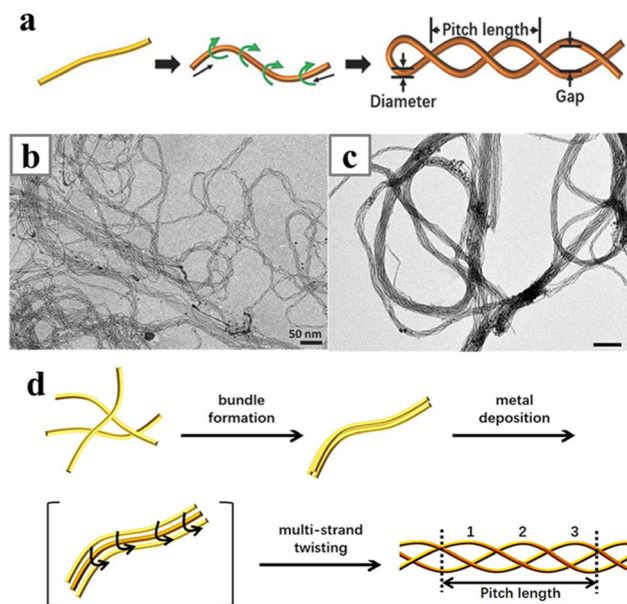 a
Pitch length
Diameter
Gap
b
c
50 nm
d
bundle
formation
metal
deposition
multi-strand
twisting
1 2 3
Pitch length